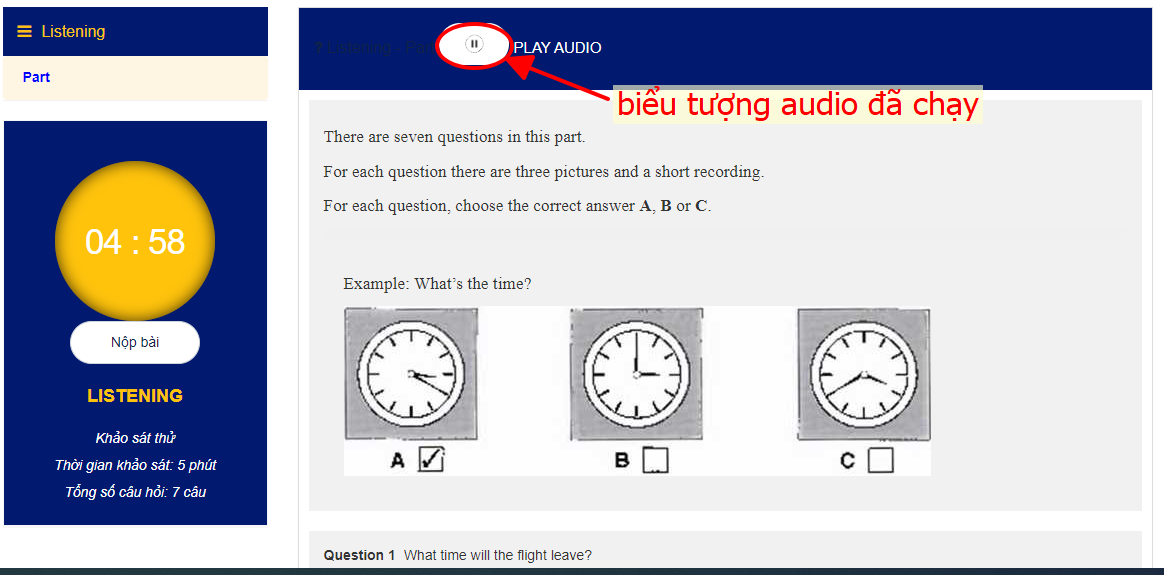 Listening
Part
04 : 58
Nộp bài
LISTENING
Khảo sát thử
Thời gian khảo sát: 5 phút
Tổng số câu hỏi: 7 câu
? Listening Part PLAY AUDIO
biểu tượng audio đã chạy
There are seven questions in this part.
For each question there are three pictures and a short recording.
For each question, choose the correct answer A, B or C.
Example: What’s the time?
A B C
Question 1 What time will the flight leave?